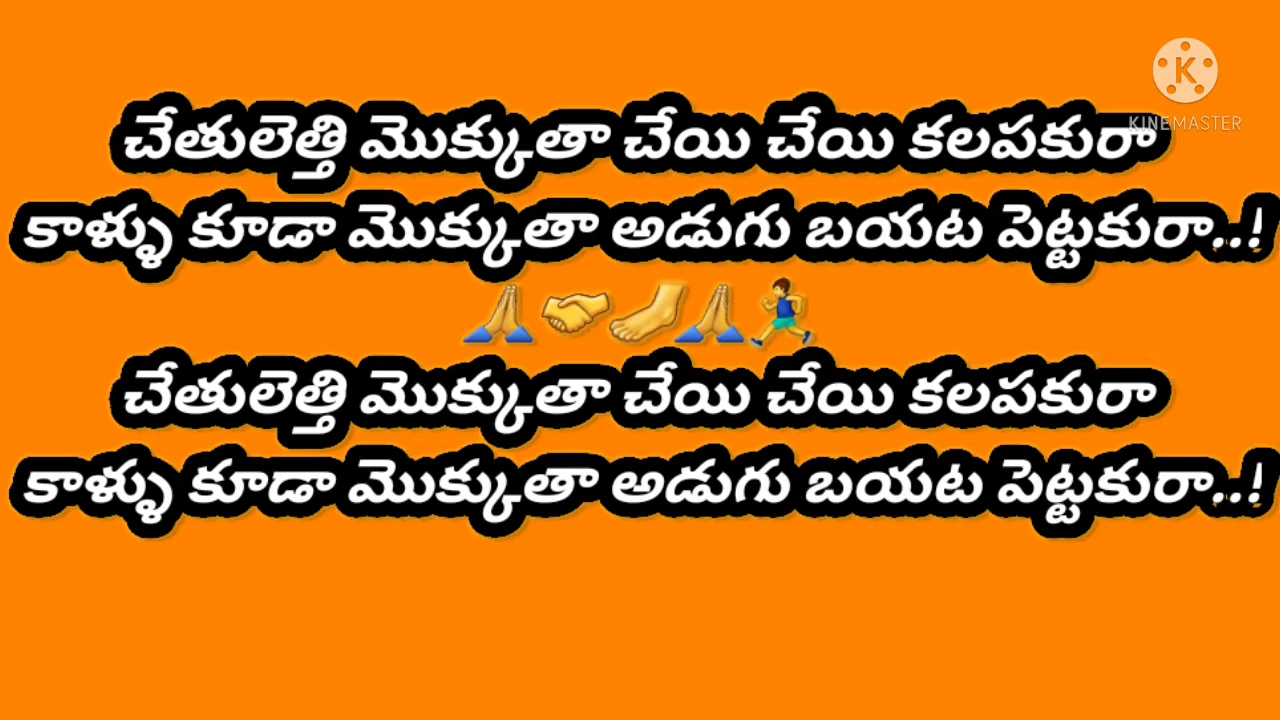 చేతులెత్తి మొక్కుతా చేయి చేయి కలపకురా
కాళ్ళు కూడా మొక్కుతా అడుగు బయట పెట్టకురా..!
🙏🤝🦶🙏🏃‍♂️
చేతులెత్తి మొక్కుతా చేయి చేయి కలపకురా
కాళ్ళు కూడా మొక్కుతా అడుగు బయట పెట్టకురా..!
K
KINEMASTER